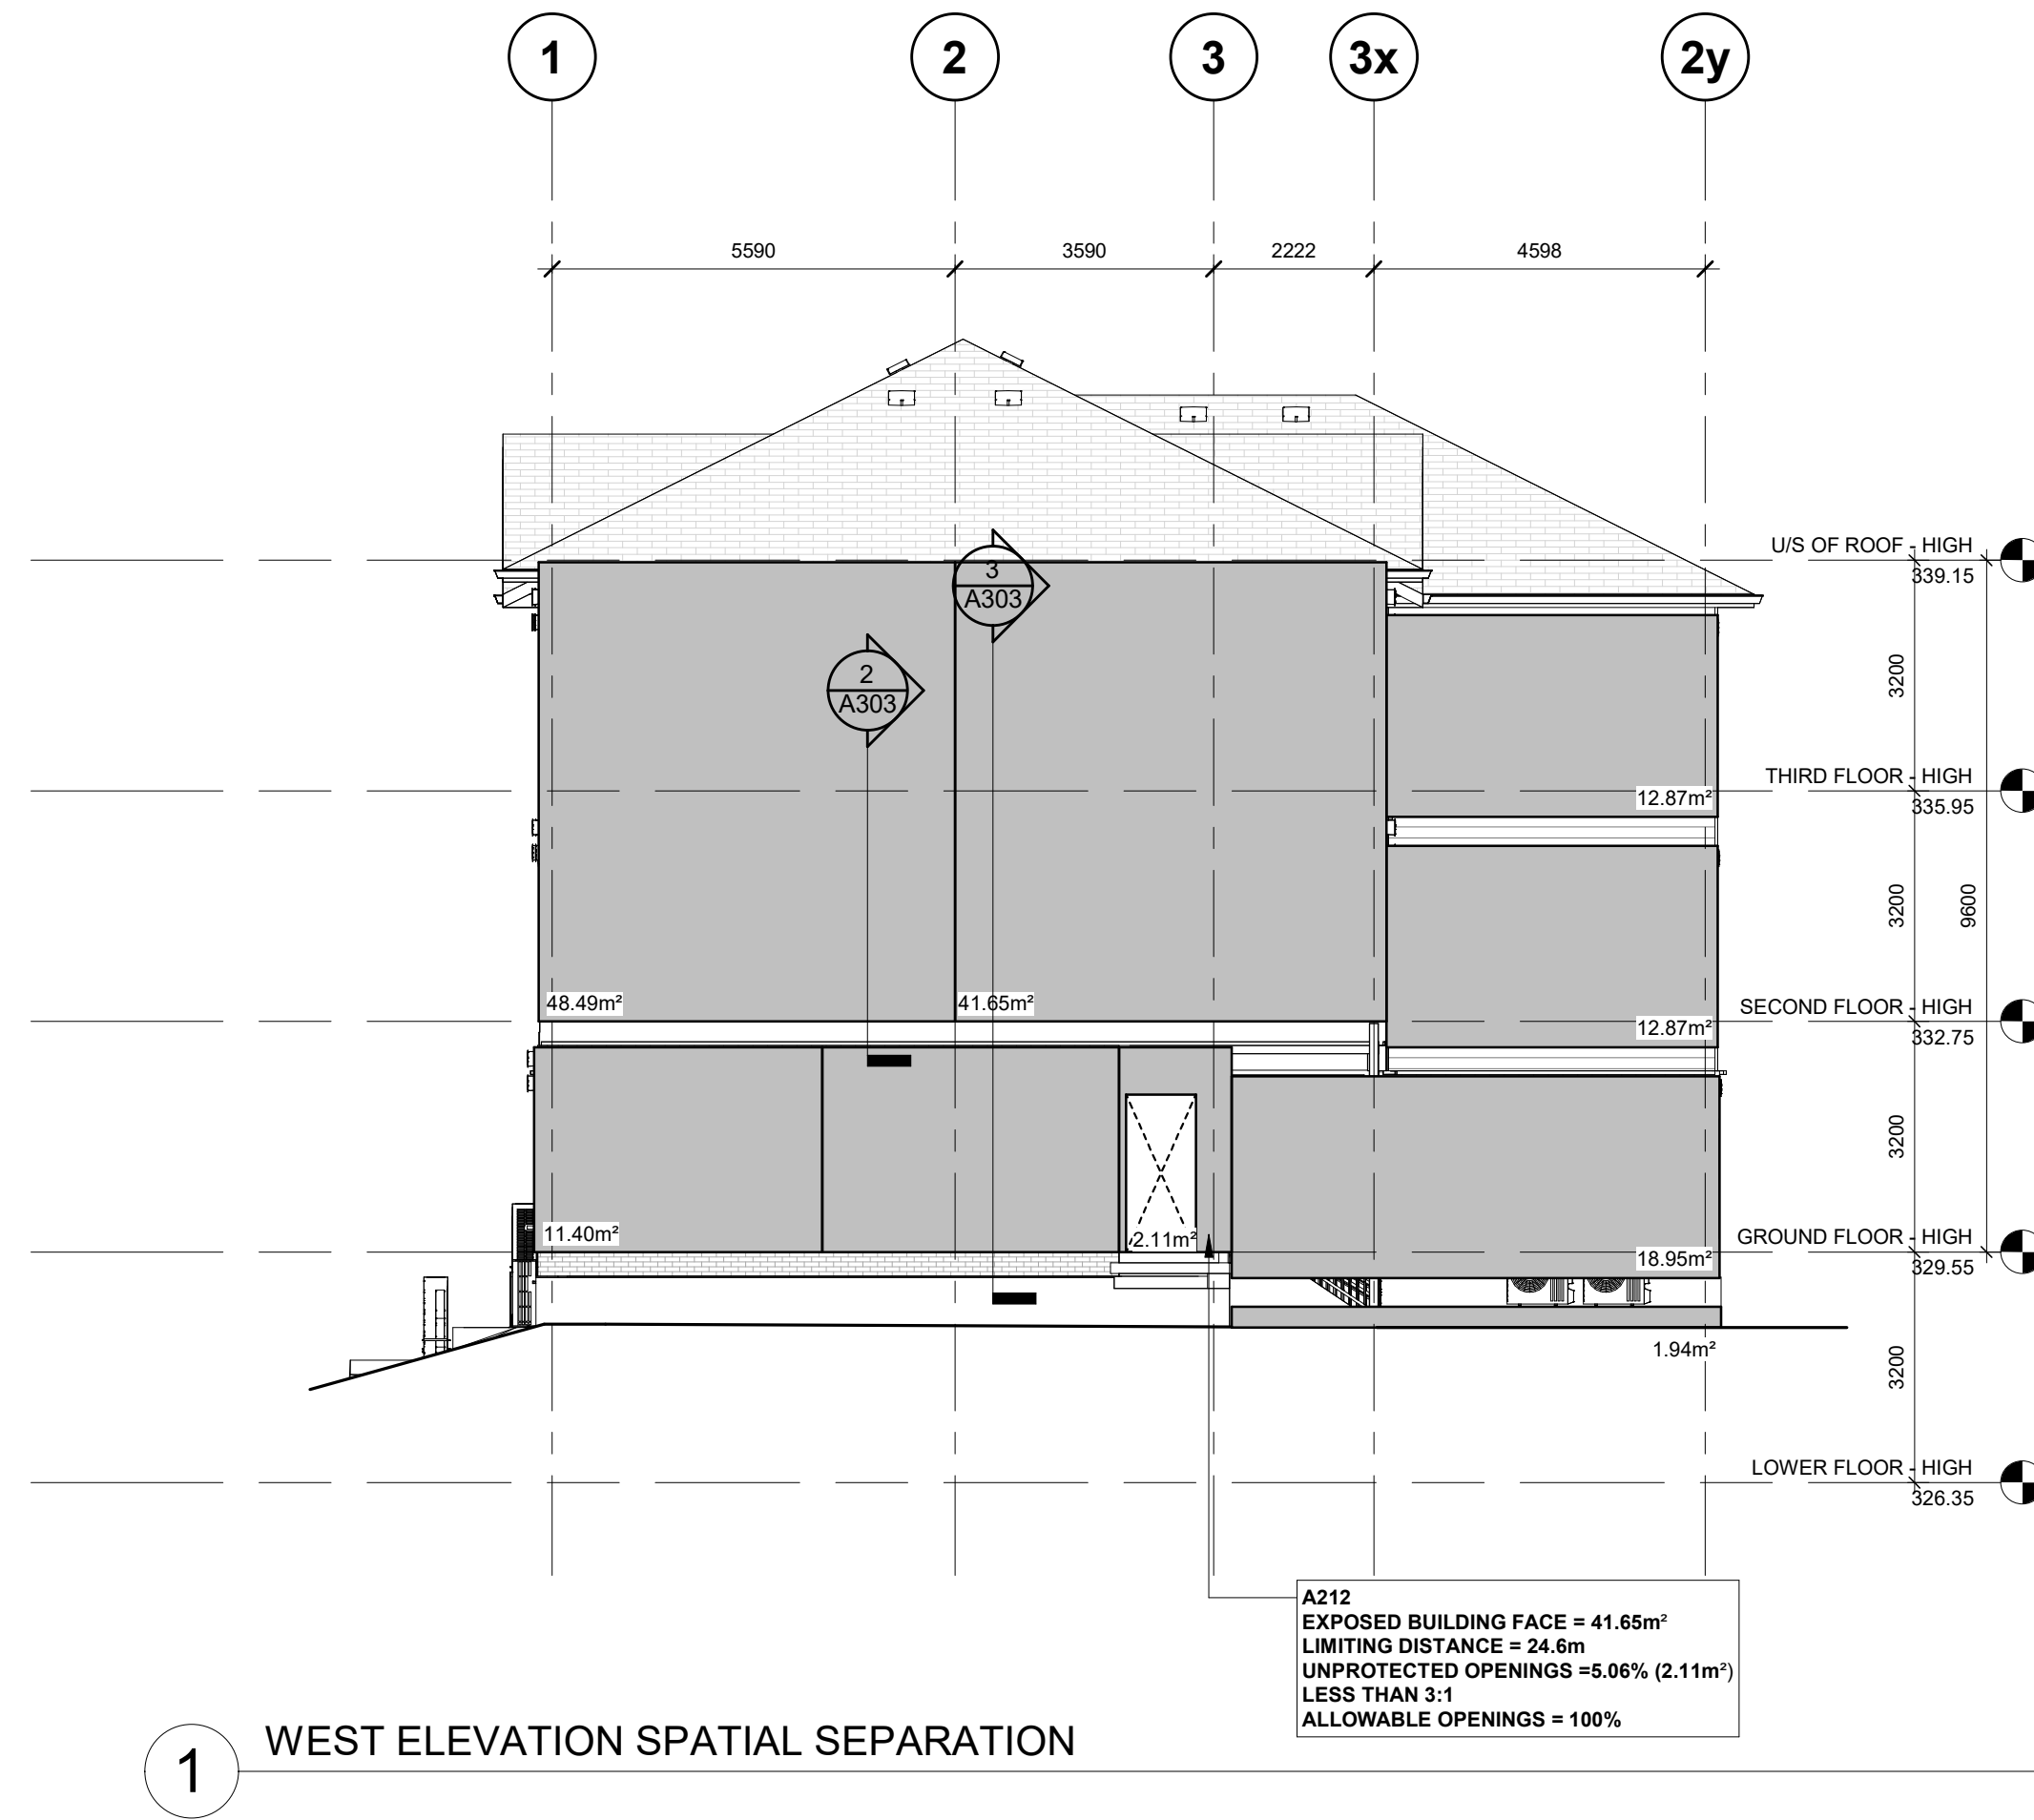 1 2 3 3x 2y
5590 3590 2222 4598
U/S OF ROOF - HIGH
339.15
3
A303
2
A303
3200
THIRD FLOOR - HIGH
335.95
12.87m²
3200
9600
48.49m²
41.65m²
SECOND FLOOR - HIGH
332.75
12.87m²
3200
11.40m²
2.11m²
GROUND FLOOR - HIGH
329.55
18.95m²
1.94m²
3200
LOWER FLOOR - HIGH
326.35
A212
EXPOSED BUILDING FACE = 41.65m²
LIMITING DISTANCE = 24.6m
UNPROTECTED OPENINGS =5.06% (2.11m²)
LESS THAN 3:1
ALLOWABLE OPENINGS = 100%
1 WEST ELEVATION SPATIAL SEPARATION